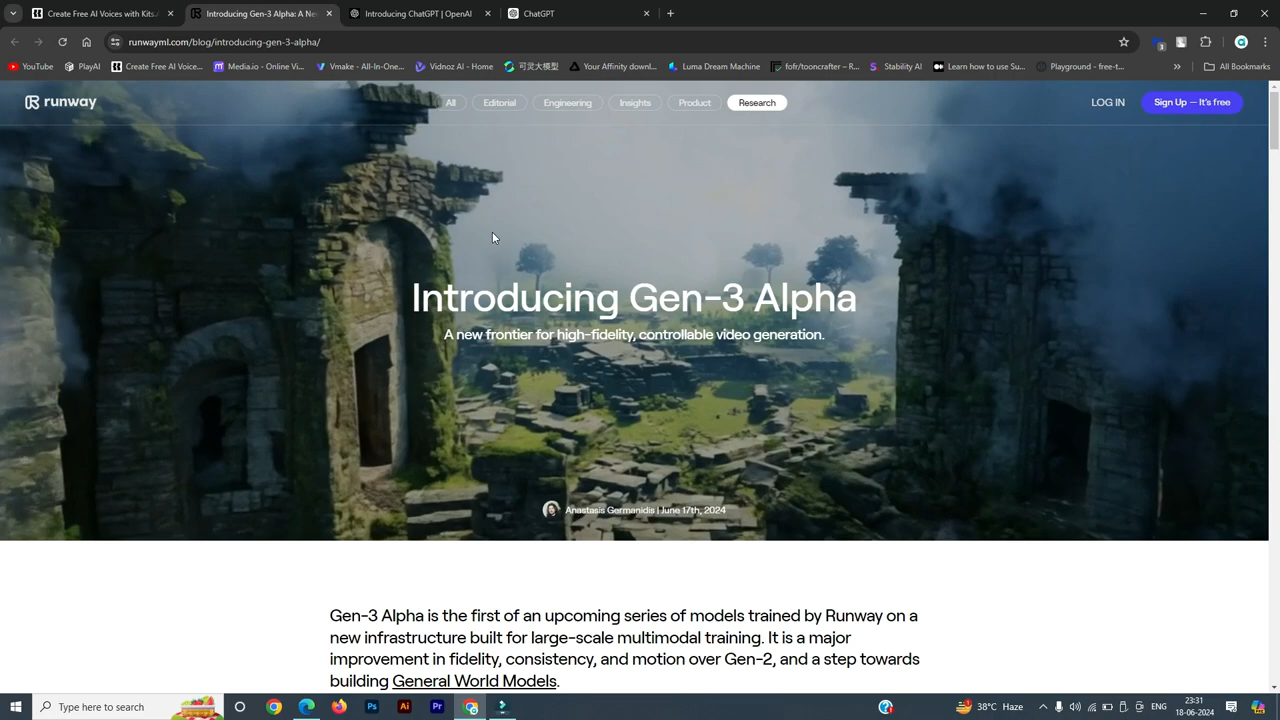 Create Free AI Voices with Kits.
Introducing Gen-3 Alpha: A Ne
Introducing ChatGPT | OpenAI
ChatGPT
runwayml.com/blog/introducing-gen-3-alpha/
YouTube
PlayAI
Create Free AI Voice...
Media.io - Online Vi...
Vmake - All-In-One...
Vidnoz AI - Home
可灵大模型
Your Affinity downl...
Luma Dream Machine
fofr/tooncrafter – R...
Stability AI
Learn how to use Su...
Playground - free-t...
All Bookmarks
runway
All
Editorial
Engineering
Insights
Product
Research
LOG IN
Sign Up — It's free
Introducing Gen-3 Alpha
A new frontier for high-fidelity, controllable video generation.
Anastasis Germanidis | June 17th, 2024
Gen-3 Alpha is the first of an upcoming series of models trained by Runway on a
new infrastructure built for large-scale multimodal training. It is a major
improvement in fidelity, consistency, and motion over Gen-2, and a step towards
building General World Models.
Type here to search
Ps
Ai
Pr
38°C Haze
ENG
23:31
18-06-2024